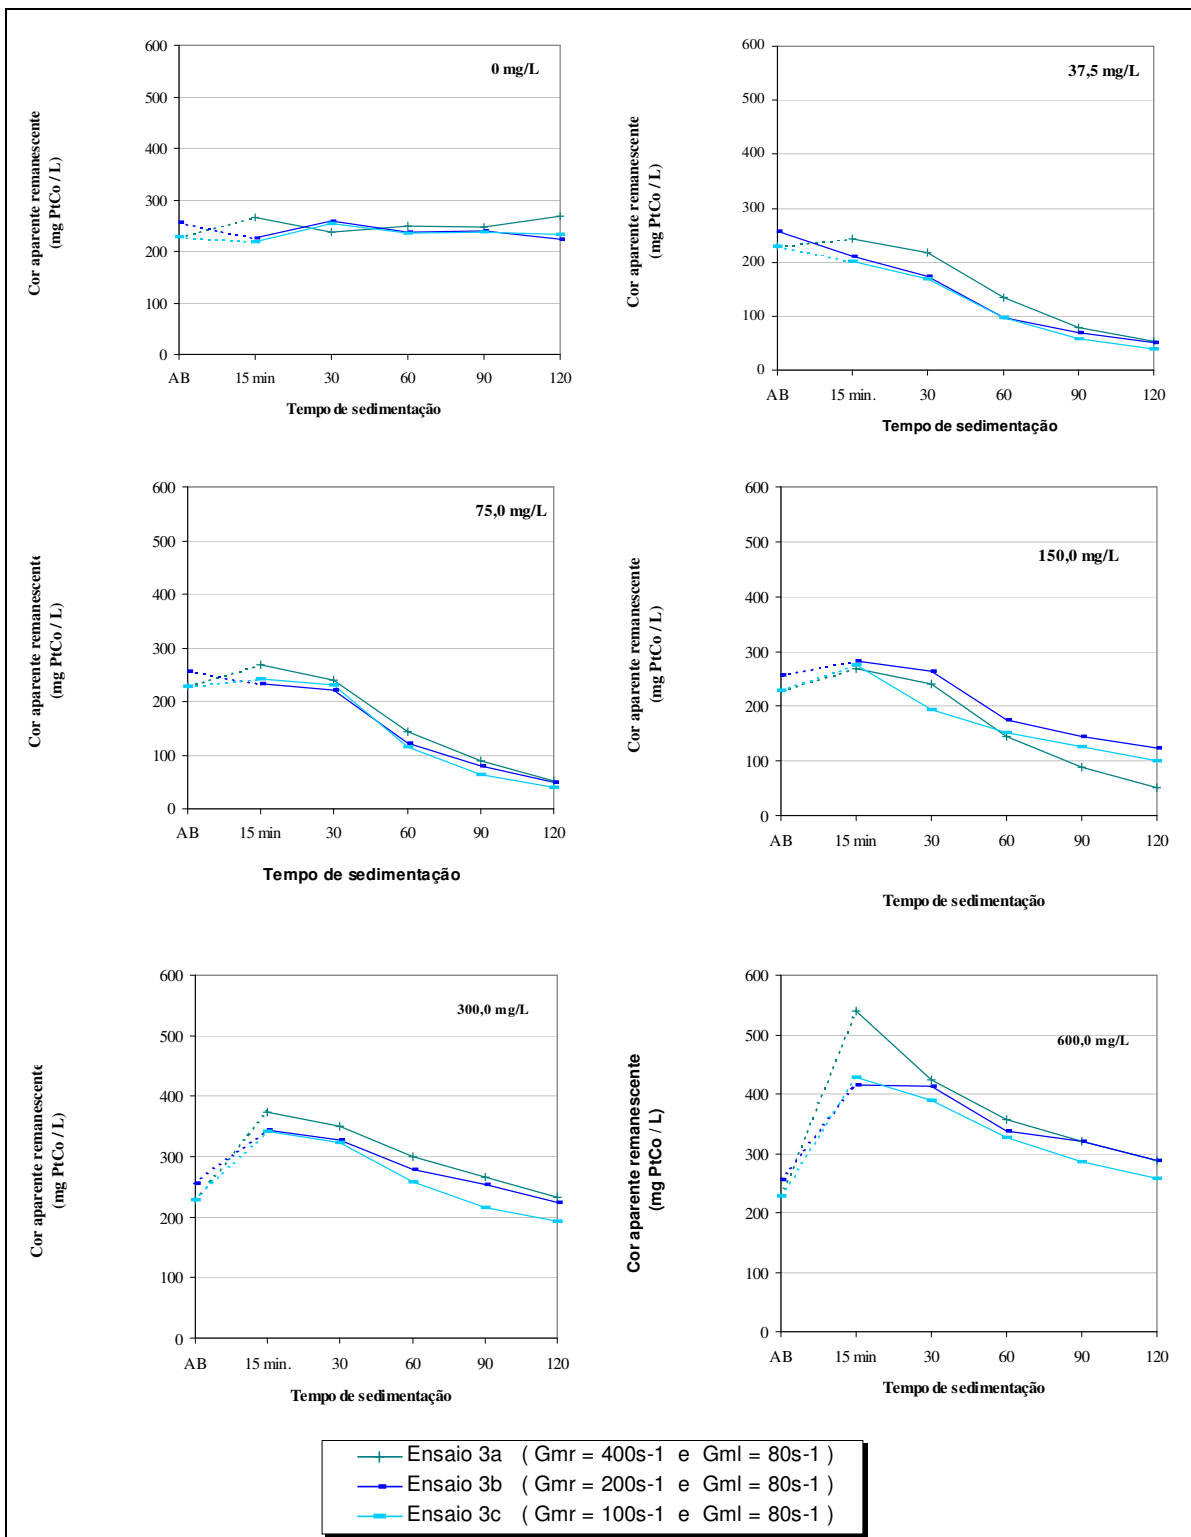 0 mg/L
Cor aparente remanescente
(mg PtCo / L)
600
500
400
300
200
100
0
AB 15 min 30 60 90 120
Tempo de sedimentação
37,5 mg/L
Cor aparente remanescente
(mg PtCo / L)
600
500
400
300
200
100
0
AB 15 min. 30 60 90 120
Tempo de sedimentação
75,0 mg/L
Cor aparente remanescente
(mg PtCo / L)
600
500
400
300
200
100
0
AB 15 min 30 60 90 120
Tempo de sedimentação
150,0 mg/L
Cor aparente remanescente
(mg PtCo / L)
600
500
400
300
200
100
0
AB 15 min 30 60 90 120
Tempo de sedimentação
300,0 mg/L
Cor aparente remanescente
(mg PtCo / L)
600
500
400
300
200
100
0
AB 15 min. 30 60 90 120
Tempo de sedimentação
600,0 mg/L
Cor aparente remanescente
(mg PtCo / L)
600
500
400
300
200
100
0
AB 15 min 30 60 90 120
Tempo de sedimentação
Ensaio 3a ( Gmr = 400s-1 e Gml = 80s-1 )
Ensaio 3b ( Gmr = 200s-1 e Gml = 80s-1 )
Ensaio 3c ( Gmr = 100s-1 e Gml = 80s-1 )